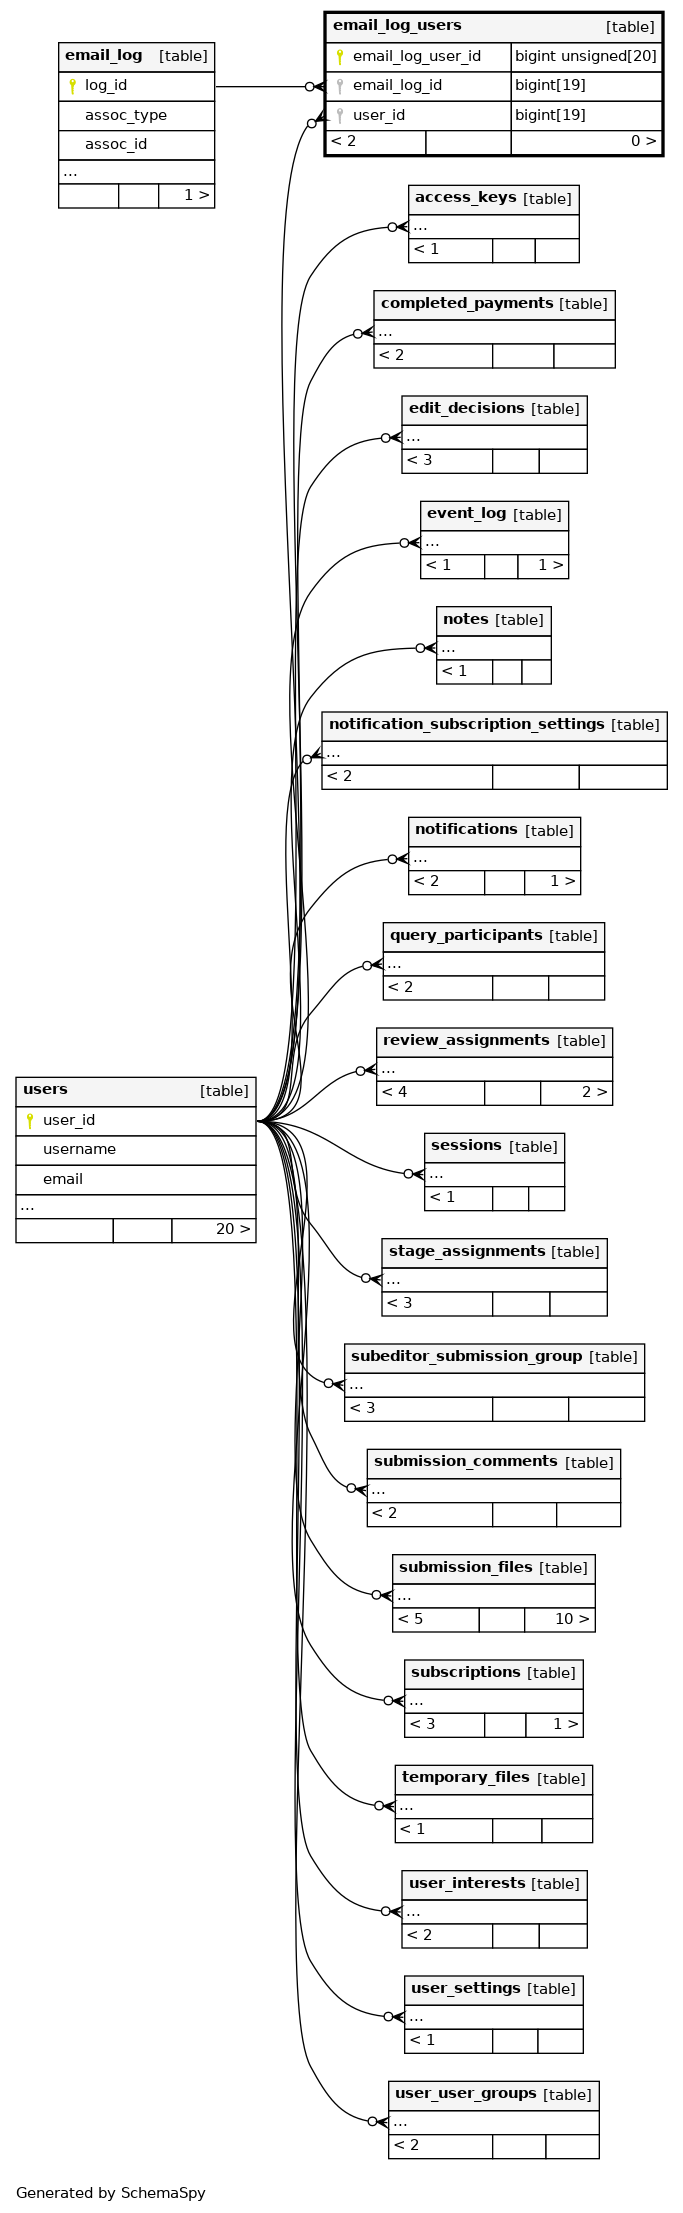 email_log [table]
log_id
assoc_type
assoc_id
...
1 >
email_log_users [table]
email_log_user_id bigint unsigned[20]
email_log_id bigint[19]
user_id bigint[19]
< 2 0 >
access_keys [table]
...
< 1
completed_payments [table]
...
< 2
edit_decisions [table]
...
< 3
event_log [table]
...
< 1 1 >
notes [table]
...
< 1
notification_subscription_settings [table]
...
< 2
notifications [table]
...
< 2 1 >
query_participants [table]
...
< 2
review_assignments [table]
...
< 4 2 >
users [table]
user_id
username
email
...
20 >
sessions [table]
...
< 1
stage_assignments [table]
...
< 3
subeditor_submission_group [table]
...
< 3
submission_comments [table]
...
< 2
submission_files [table]
...
< 5 10 >
subscriptions [table]
...
< 3 1 >
temporary_files [table]
...
< 1
user_interests [table]
...
< 2
user_settings [table]
...
< 1
user_user_groups [table]
...
< 2
Generated by SchemaSpy